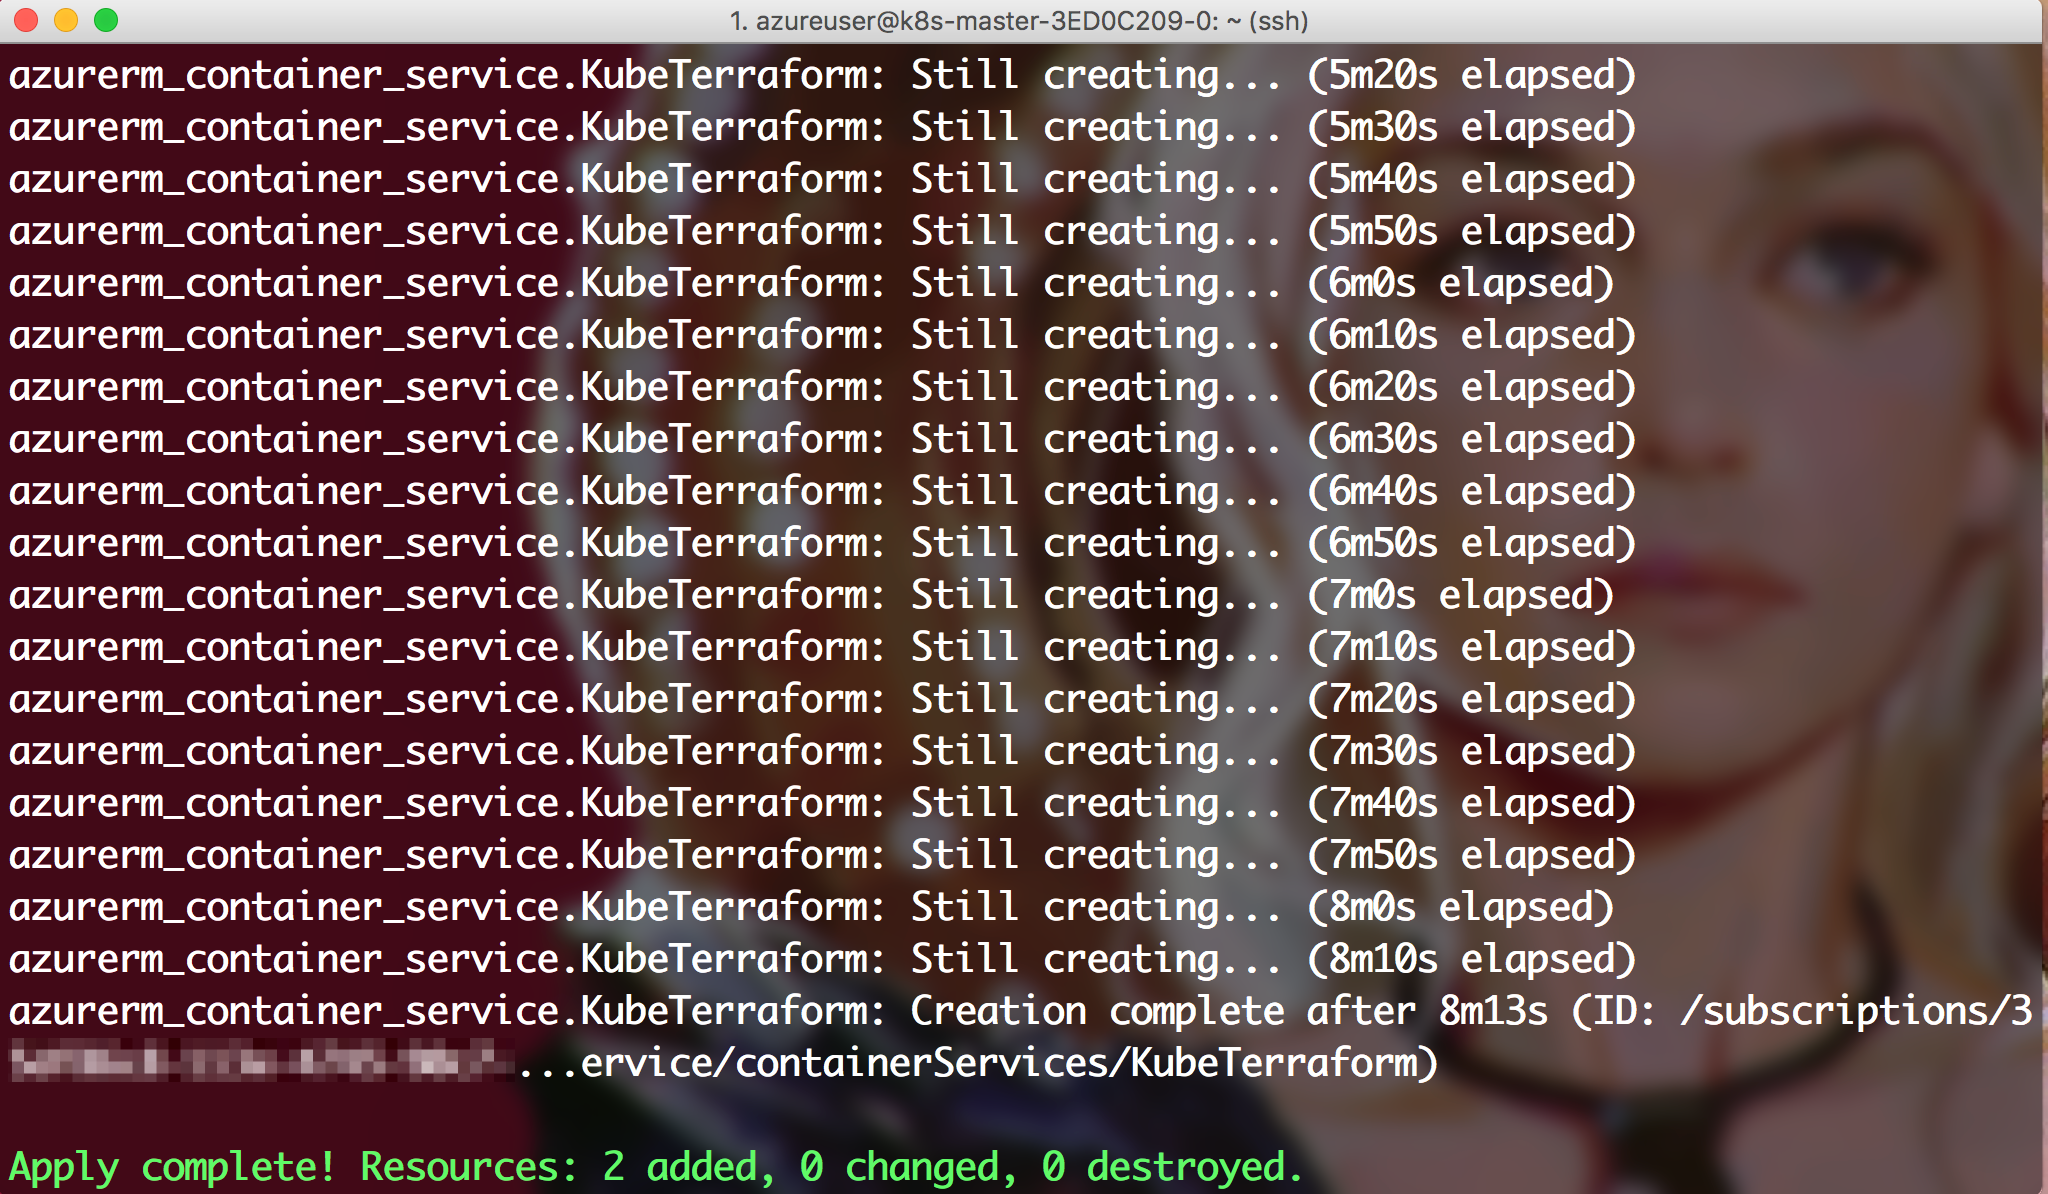 1. azureuser@k8s-master-3ED0C209-0: ~ (ssh)
azurerm_container_service.KubeTerraform: Still creating... (5m20s elapsed)
azurerm_container_service.KubeTerraform: Still creating... (5m30s elapsed)
azurerm_container_service.KubeTerraform: Still creating... (5m40s elapsed)
azurerm_container_service.KubeTerraform: Still creating... (5m50s elapsed)
azurerm_container_service.KubeTerraform: Still creating... (6m0s elapsed)
azurerm_container_service.KubeTerraform: Still creating... (6m10s elapsed)
azurerm_container_service.KubeTerraform: Still creating... (6m20s elapsed)
azurerm_container_service.KubeTerraform: Still creating... (6m30s elapsed)
azurerm_container_service.KubeTerraform: Still creating... (6m40s elapsed)
azurerm_container_service.KubeTerraform: Still creating... (6m50s elapsed)
azurerm_container_service.KubeTerraform: Still creating... (7m0s elapsed)
azurerm_container_service.KubeTerraform: Still creating... (7m10s elapsed)
azurerm_container_service.KubeTerraform: Still creating... (7m20s elapsed)
azurerm_container_service.KubeTerraform: Still creating... (7m30s elapsed)
azurerm_container_service.KubeTerraform: Still creating... (7m40s elapsed)
azurerm_container_service.KubeTerraform: Still creating... (7m50s elapsed)
azurerm_container_service.KubeTerraform: Still creating... (8m0s elapsed)
azurerm_container_service.KubeTerraform: Still creating... (8m10s elapsed)
azurerm_container_service.KubeTerraform: Creation complete after 8m13s (ID: /subscriptions/3
...ervice/containerServices/KubeTerraform)
Apply complete! Resources: 2 added, 0 changed, 0 destroyed.